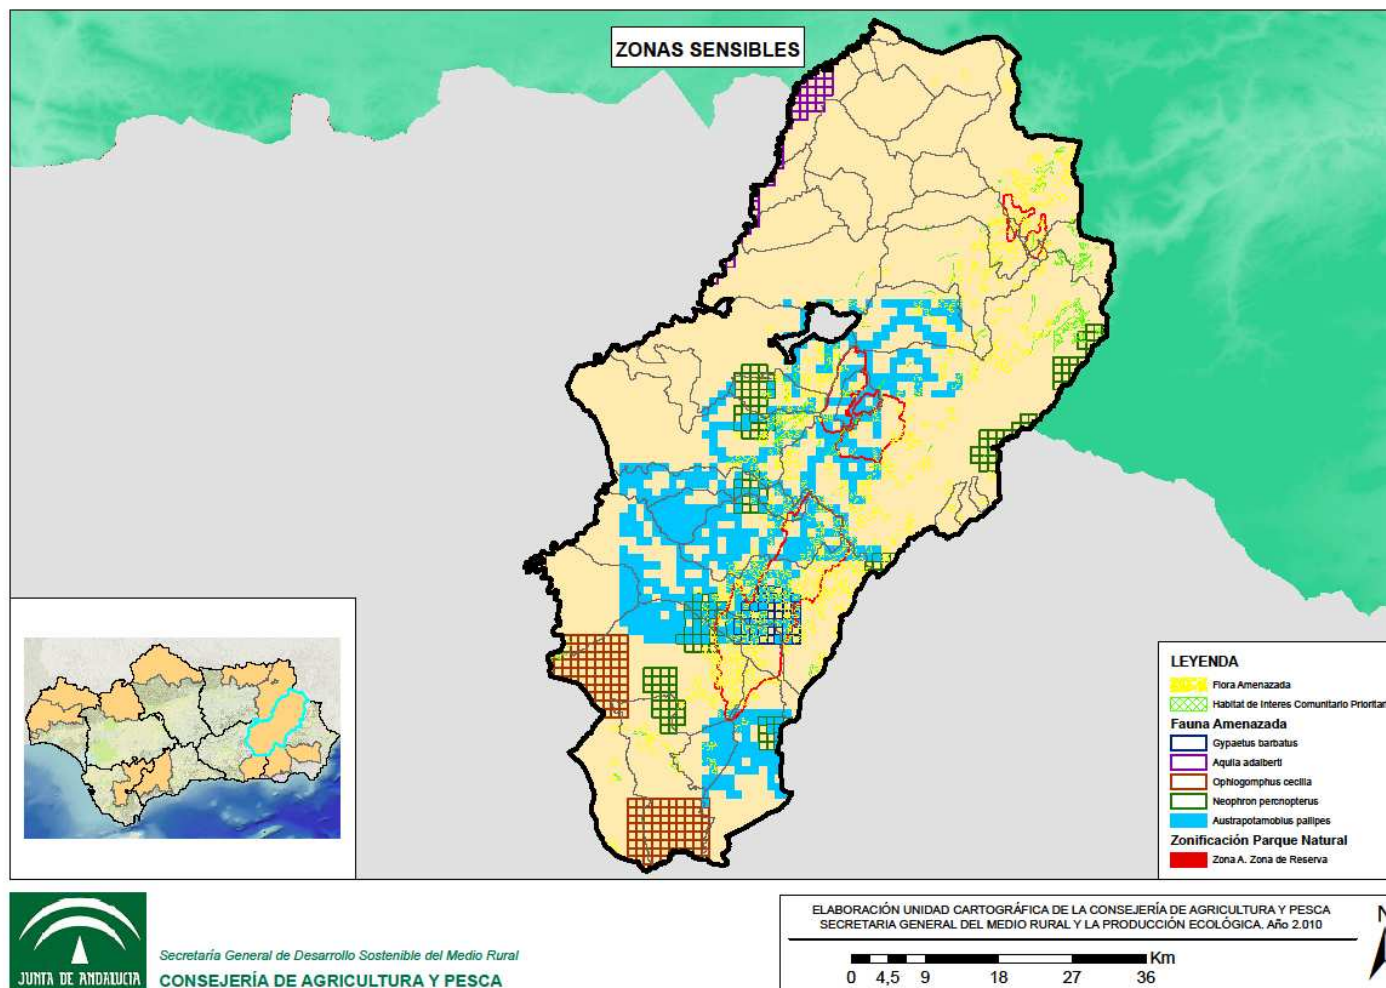 ZONAS SENSIBLES
LEYENDA
Flora Amenazada
Habitat de Interes Comunitario Prioritar
Fauna Amenazada
Gypaetus barbatus
Aquila adalberti
Ophiogomphus cecilia
Neophron percnopterus
Austrapotamobius pallipes
Zonificación Parque Natural
Zona A. Zona de Reserva
JUNTA DE ANDALUCIA
Secretaría General de Desarrollo Sostenible del Medio Rural
CONSEJERÍA DE AGRICULTURA Y PESCA
ELABORACIÓN UNIDAD CARTOGRÁFICA DE LA CONSEJERÍA DE AGRICULTURA Y PESCA
SECRETARIA GENERAL DEL MEDIO RURAL Y LA PRODUCCIÓN ECOLÓGICA, Año 2.010
Km
0 4,5 9 18 27 36
N